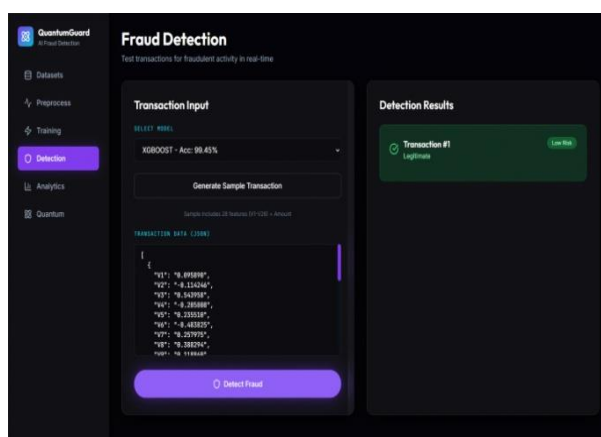 QuantumGuard
AI Fraud Detection
Datasets
Preprocess
Training
Detection
Analytics
Quantum
Fraud Detection
Test transactions for fraudulent activity in real-time
Transaction Input
SELECT MODEL
XGBOOST - Acc: 99.45%
Generate Sample Transaction
Sample includes 28 features (V1-V28) + Amount
TRANSACTION DATA (JSON)
[
{
"V1": "0.095098",
"V2": "-0.114246",
"V3": "0.543958",
"V4": "-0.285888",
"V5": "0.235518",
"V6": "-0.483825",
"V7": "0.257975",
"V8": "0.388294",
Detect Fraud
Detection Results
Transaction #1
Legitimate
Low Risk